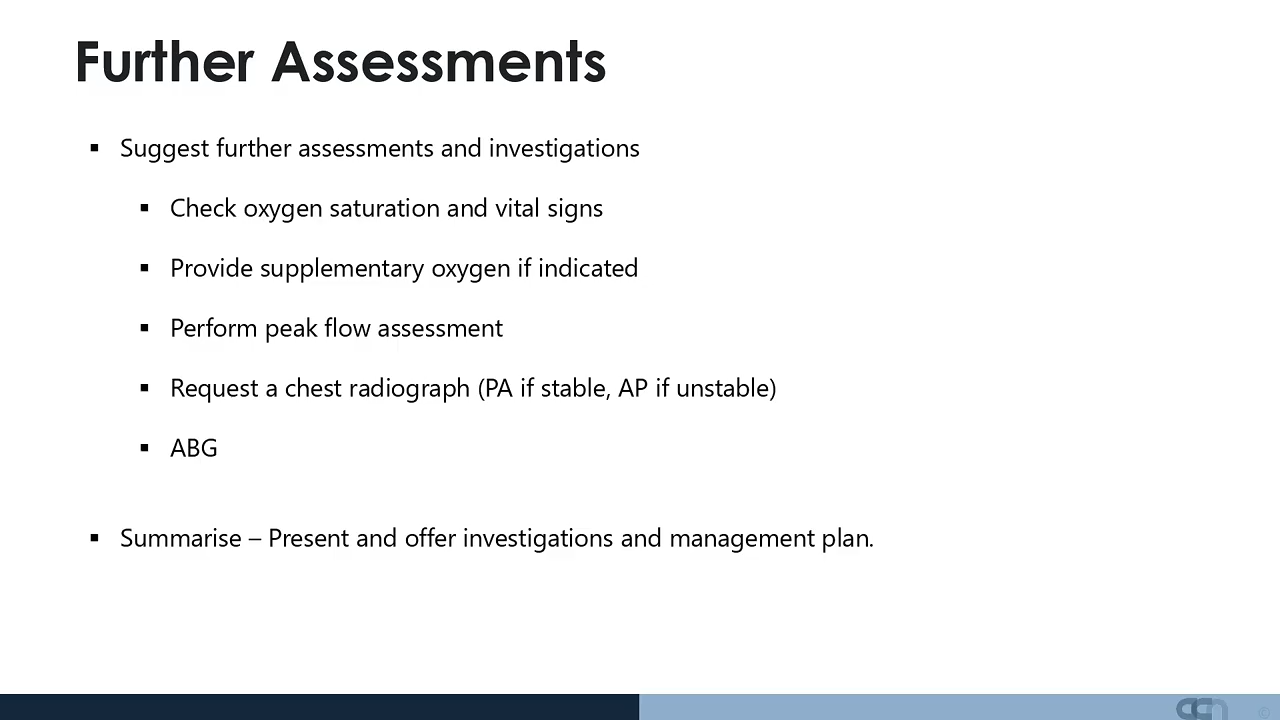 Further Assessments
▪ Suggest further assessments and investigations
▪ Check oxygen saturation and vital signs
▪ Provide supplementary oxygen if indicated
▪ Perform peak flow assessment
▪ Request a chest radiograph (PA if stable, AP if unstable)
▪ ABG
▪ Summarise – Present and offer investigations and management plan.